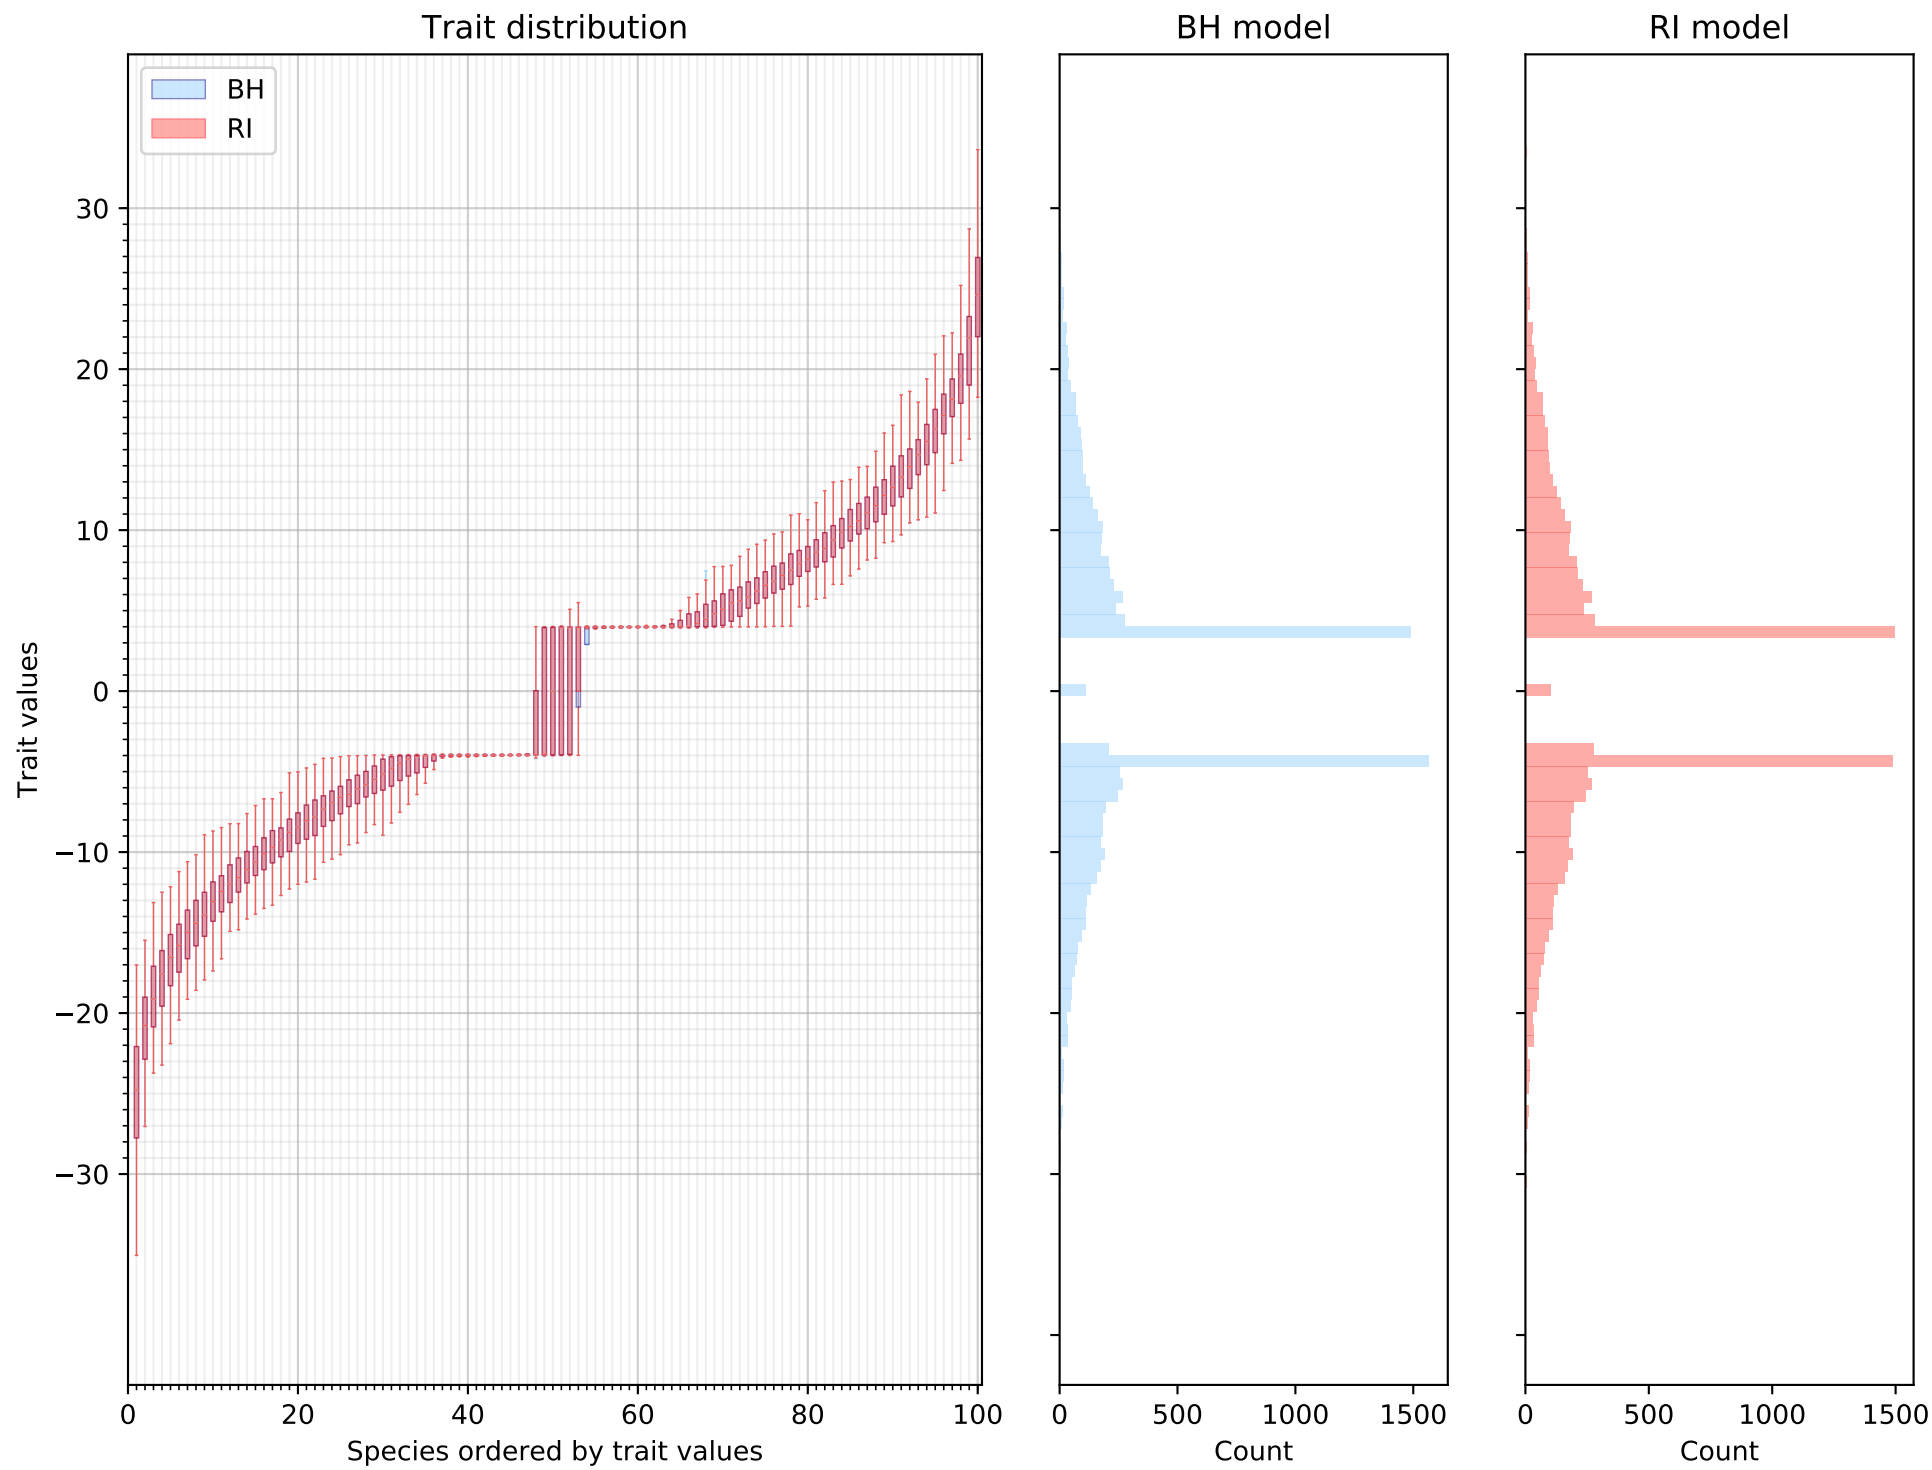 Trait distribution
BH model
RI model
BH
RI
30
20
10
0
−10
−20
−30
Trait values
0 20 40 60 80 100
0 500 1000 1500
0 500 1000 1500
Species ordered by trait values
Count
Count